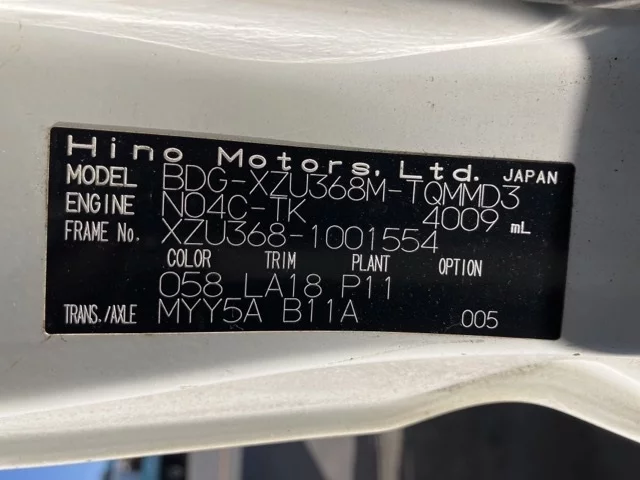 Hino Motors, Ltd. JAPAN
MODEL BDG-XZU368M-TQMMD3
ENGINE N04C-TK 4009 mL
FRAME No. XZU368-1001554
COLOR TRIM PLANT OPTION
058 LA18 P11
TRANS./AXLE MYY5A B11A 005